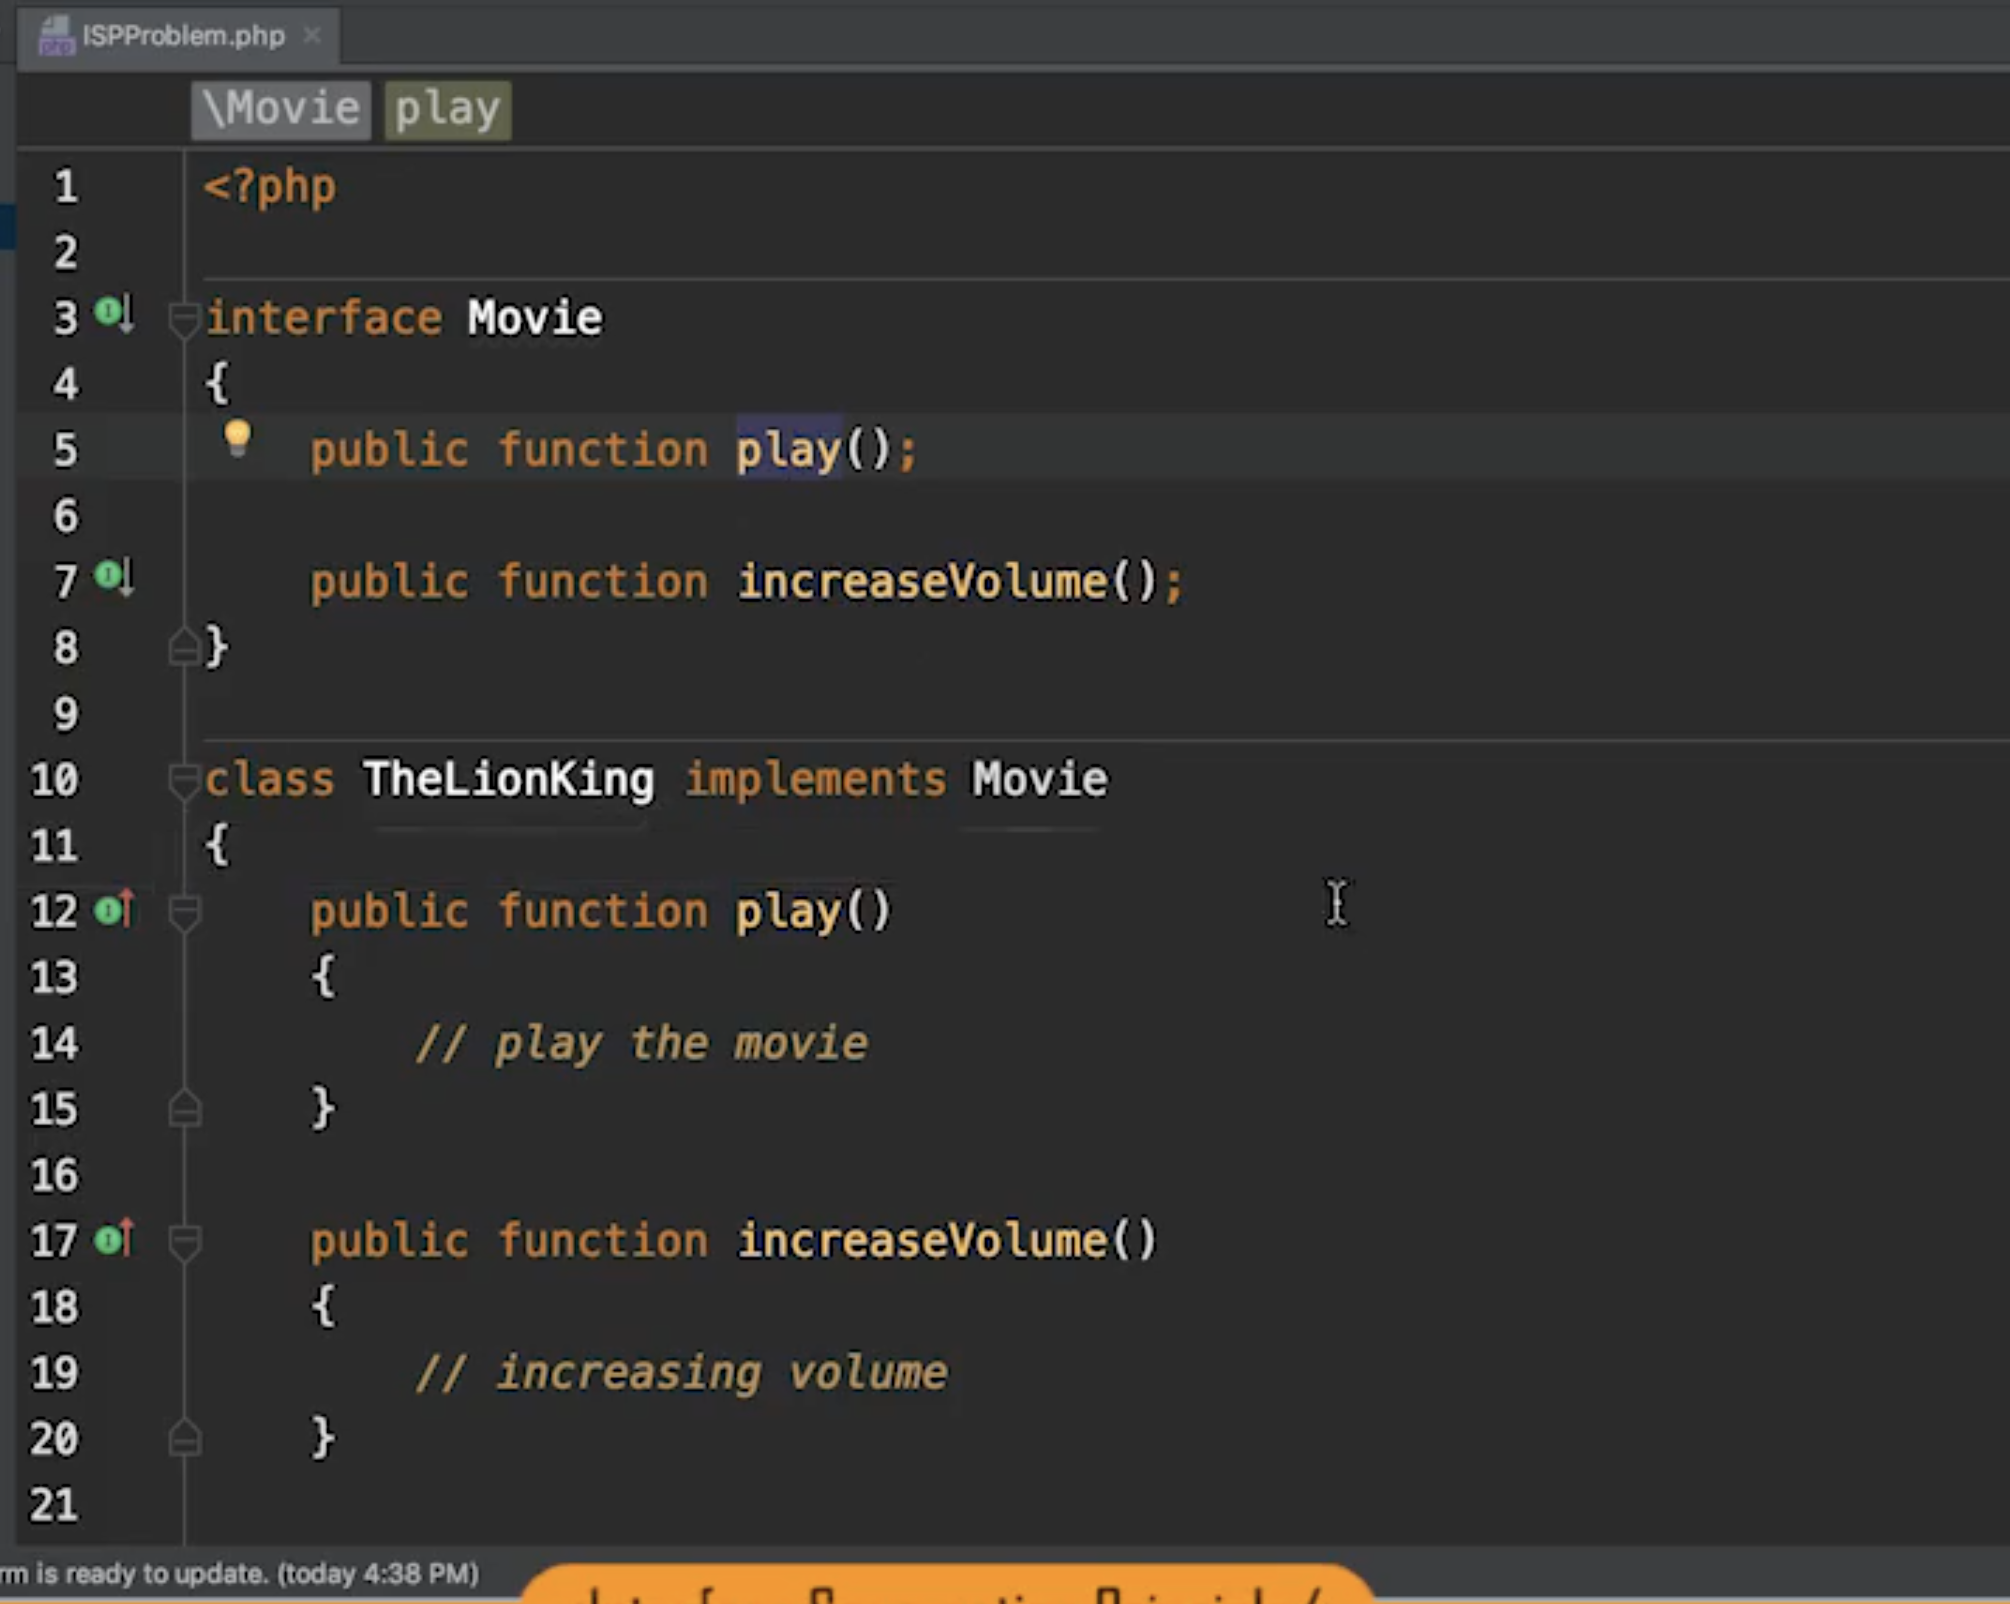 ISPProblem.php
\Movie play
1 <?php
2
3 interface Movie
4 {
5 public function play();
6
7 public function increaseVolume();
8 }
9
10 class TheLionKing implements Movie
11 {
12 public function play()
13 {
14 // play the movie
15 }
16
17 public function increaseVolume()
18 {
19 // increasing volume
20 }
21
rm is ready to update. (today 4:38 PM)